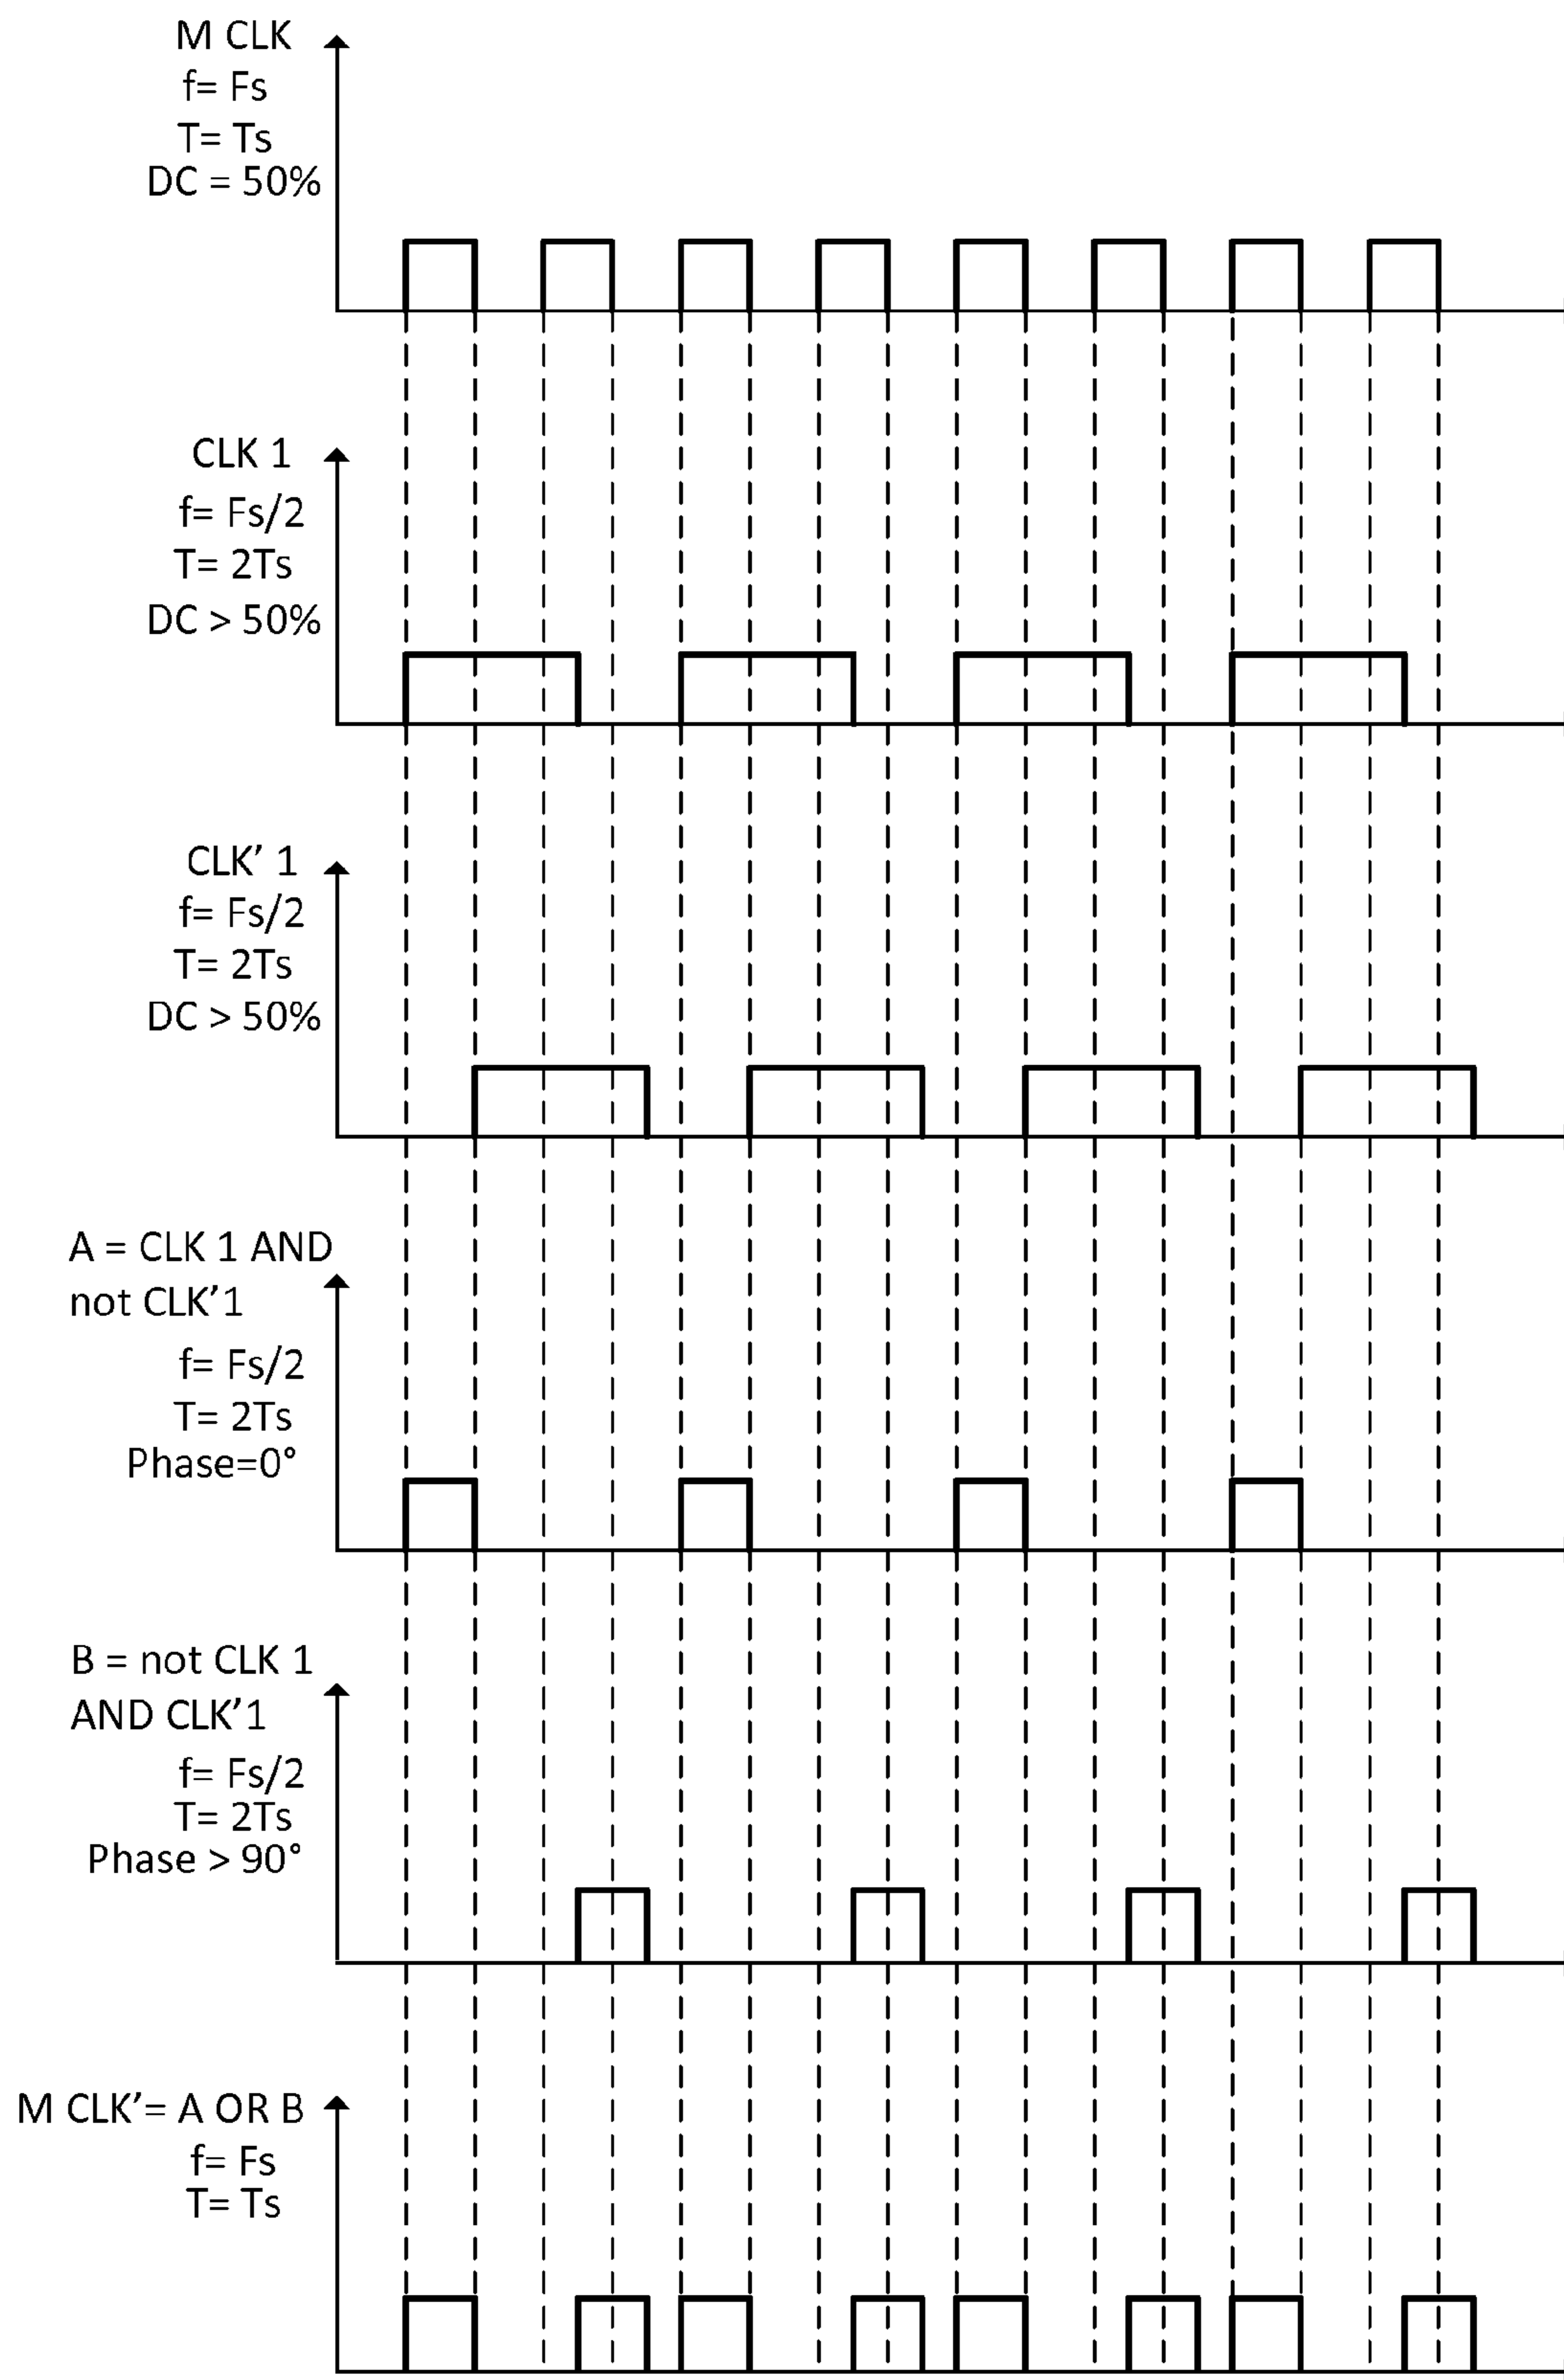 M CLK
f= Fs
T= Ts
DC = 50%
CLK 1
f= Fs/2
T= 2Ts
DC > 50%
CLK’ 1
f= Fs/2
T= 2Ts
DC > 50%
A = CLK 1 AND
not CLK’1
f= Fs/2
T= 2Ts
Phase=0°
B = not CLK 1
AND CLK’1
f= Fs/2
T= 2Ts
Phase > 90°
M CLK’= A OR B
f= Fs
T= Ts